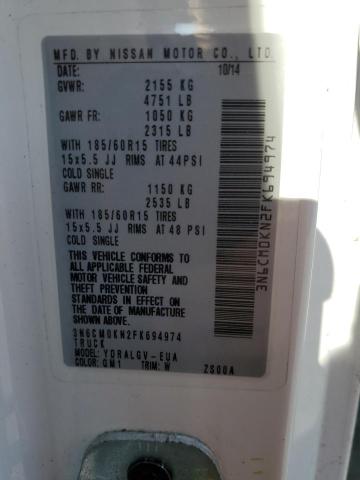 MFD. BY NISSAN MOTOR CO., LTD
DATE: 10/14
GVWR: 2155 KG
4751 LB
GAWR FR: 1050 KG
2315 LB
WITH 185/60R15 TIRES
15x5.5 JJ RIMS AT 44PSI
COLD SINGLE
GAWR RR: 1150 KG
2535 LB
WITH 185/60R15 TIRES
15x5.5 JJ RIMS AT 48 PSI
COLD SINGLE
THIS VEHICLE CONFORMS TO
ALL APPLICABLE FEDERAL
MOTOR VEHICLE SAFETY AND
THEFT PREVENTION
STANDARDS IN EFFECT ON
THE DATE OF MANUFACTURE
SHOWN ABOVE.
3N6CM0KN2FK694974
TRUCK
MODEL: YDRALGV-EUA
COLOR: QM1 TRIM: W ZS00A
3N6CM0KN2FK694974